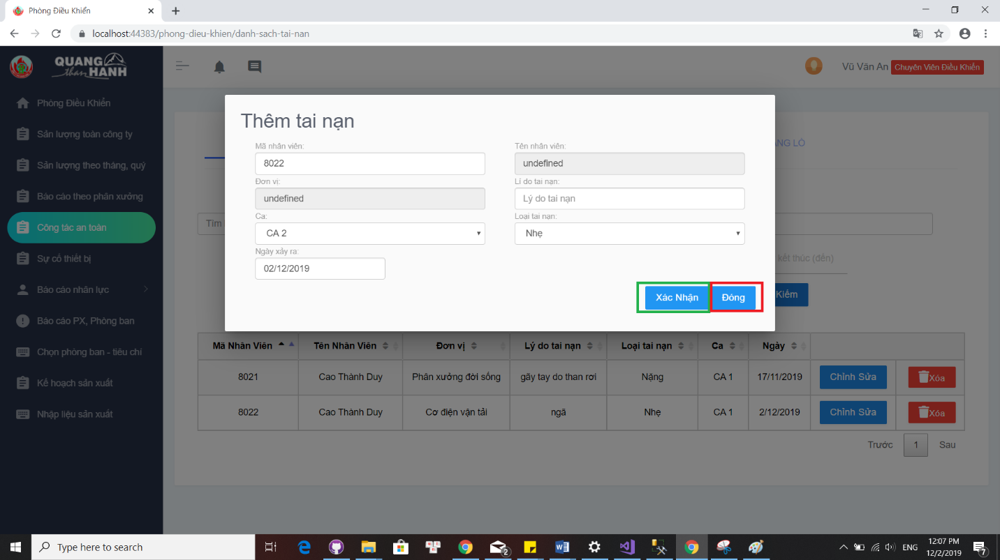 Phòng Điều Khiển
localhost:44383/phong-dieu-khien/danh-sach-tai-nan
QUANG
than HANH
Vũ Văn An Chuyên Viên Điều Khiển
Phòng Điều Khiển
Sản lượng toàn công ty
Sản lượng theo tháng, quý
Báo cáo theo phân xưởng
Công tác an toàn
Sự cố thiết bị
Báo cáo nhân lực
Báo cáo PX, Phòng ban
Chọn phòng ban - tiêu chí
Kế hoạch sản xuất
Nhập liệu sản xuất
Thêm tai nạn
Mã nhân viên: Tên nhân viên:
8022 undefined
Đơn vị: Lí do tai nạn:
undefined Lý do tai nạn
Ca: Loại tai nạn:
CA 2 Nhẹ
Ngày xảy ra:
02/12/2019
Xác Nhận Đóng
NG LÒ
Tìm
kết thúc (đến)
Kiếm
Mã Nhân Viên Tên Nhân Viên Đơn vị Lý do tai nạn Loại tai nạn Ca Ngày
8021 Cao Thành Duy Phân xưởng đời sống gãy tay do than rơi Nặng CA 1 17/11/2019 Chỉnh Sửa Xóa
8022 Cao Thành Duy Cơ điện vận tải ngã Nhẹ CA 1 2/12/2019 Chỉnh Sửa Xóa
Trước 1 Sau
Type here to search
2
ENG
12:07 PM
12/2/2019
7